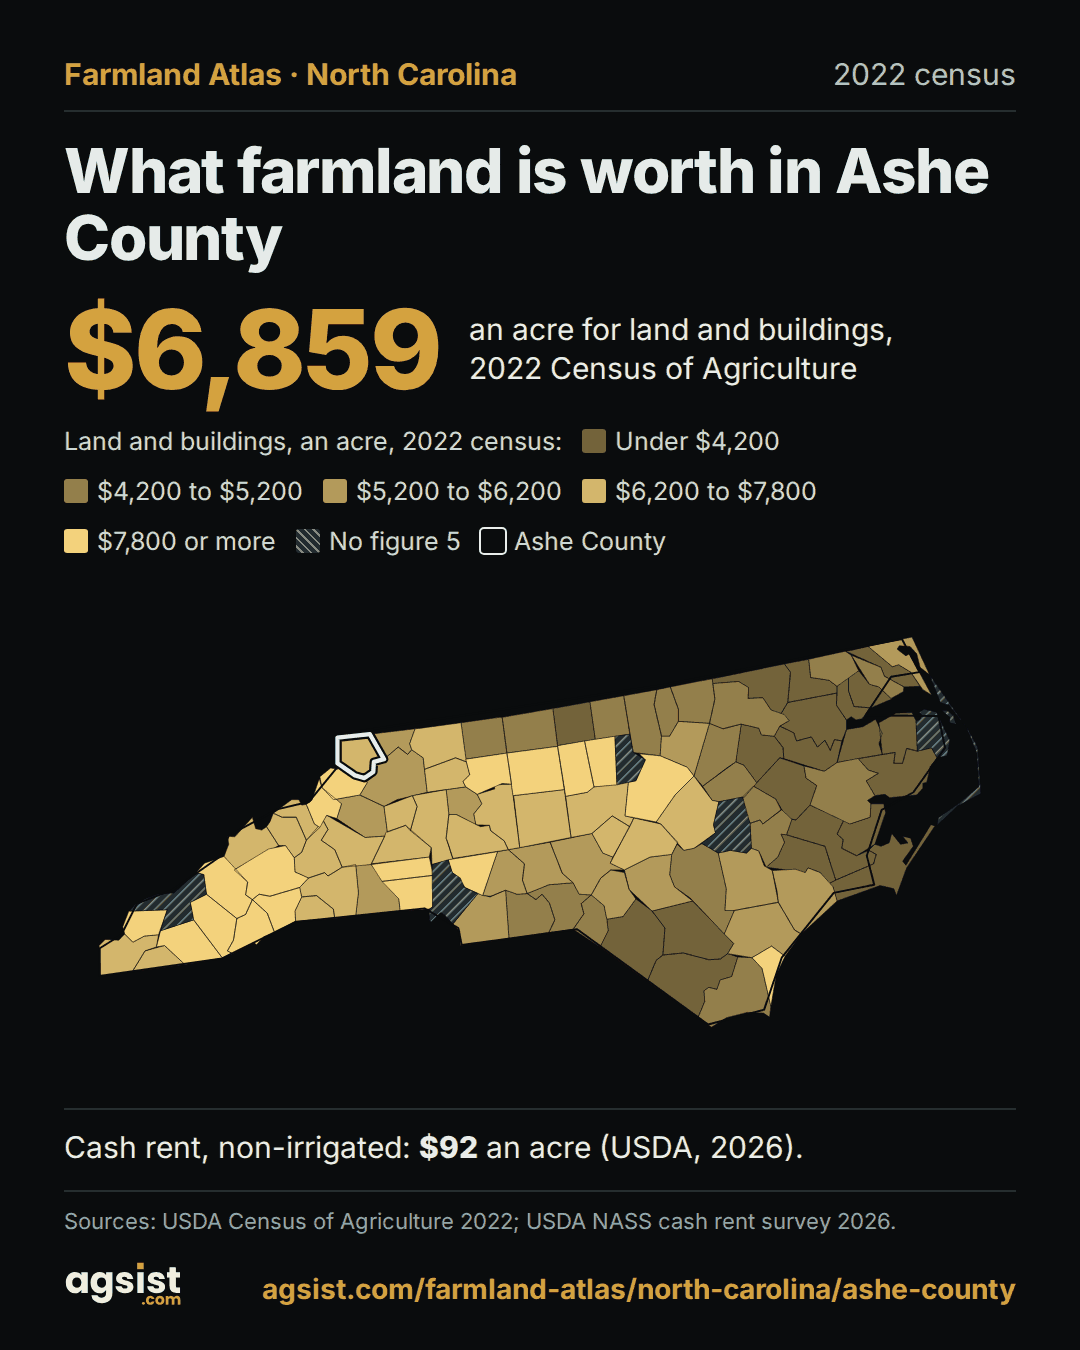 Farmland Atlas · North Carolina
2022 census
What farmland is worth in Ashe
County
$6,859
an acre for land and buildings,
2022 Census of Agriculture
Land and buildings, an acre, 2022 census: Under $4,200
$4,200 to $5,200 $5,200 to $6,200 $6,200 to $7,800
$7,800 or more No figure 5 Ashe County
Cash rent, non-irrigated: $92 an acre (USDA, 2026).
Sources: USDA Census of Agriculture 2022; USDA NASS cash rent survey 2026.
agsist
.com
agsist.com/farmland-atlas/north-carolina/ashe-county